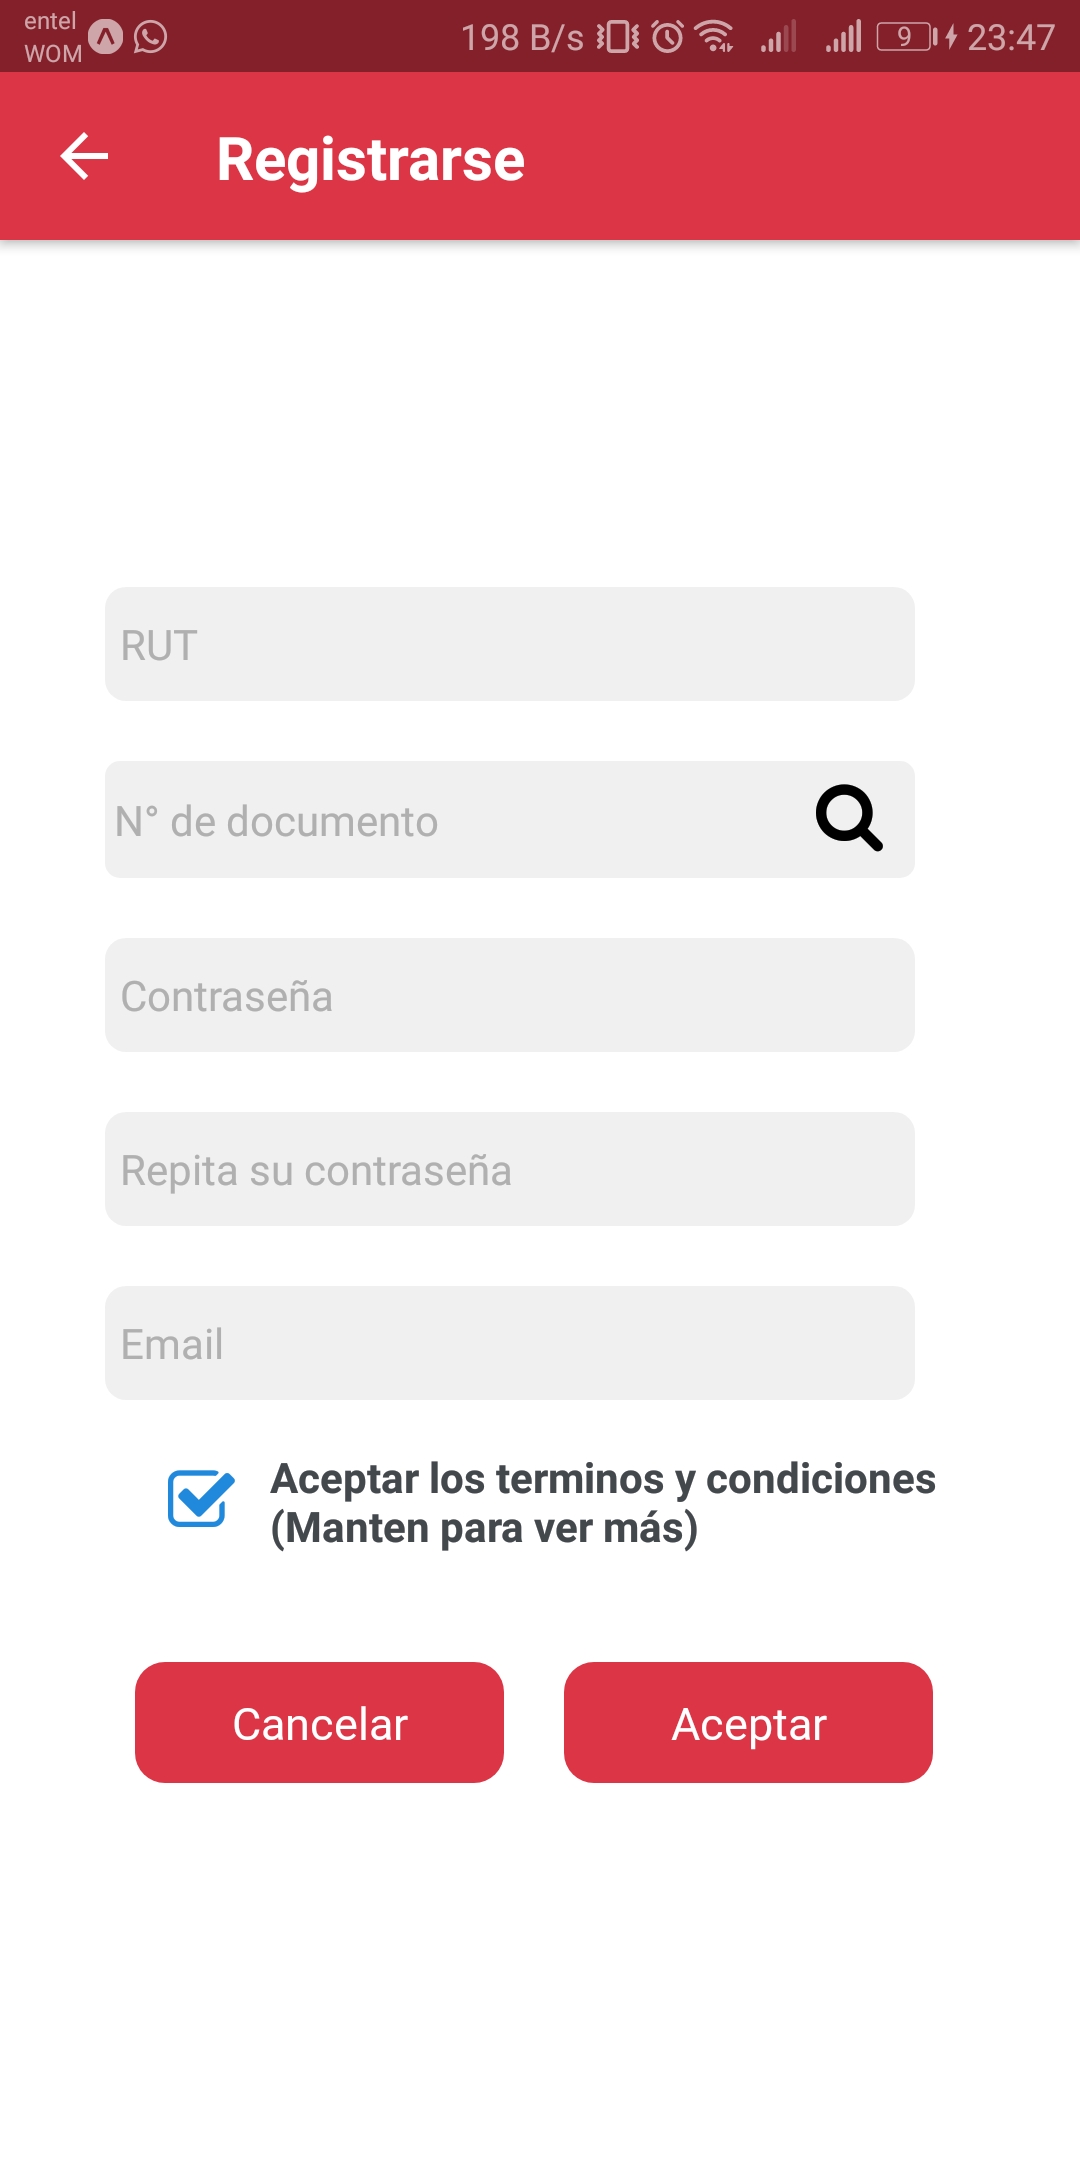 entel
WOM
198 B/s
9
23:47
Registrarse
RUT
N° de documento
Contraseña
Repita su contraseña
Email
Aceptar los terminos y condiciones
(Manten para ver más)
Cancelar
Aceptar